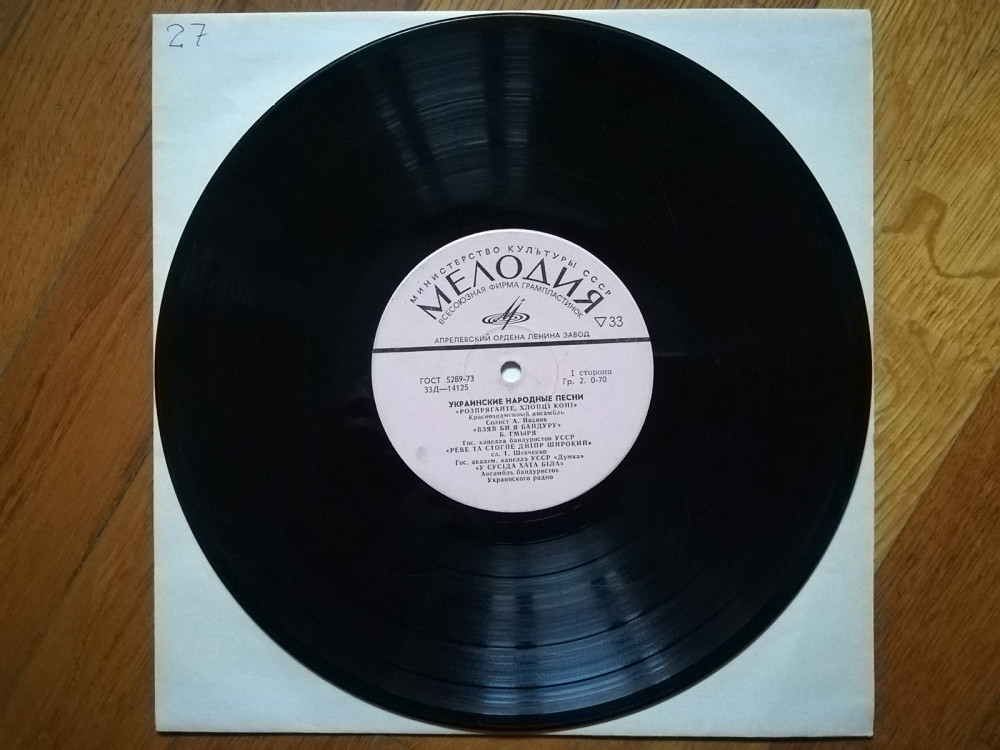 27
МИНИСТЕРСТВО КУЛЬТУРЫ СССР
МЕЛОДИЯ
ВСЕСОЮЗНАЯ ФИРМА ГРАМПЛАСТИНОК
▽33
АПРЕЛЕВСКИЙ ОРДЕНА ЛЕНИНА ЗАВОД
ГОСТ 5289-73
33Д—14125
1 сторона
Гр. 2. 0-70
УКРАИНСКИЕ НАРОДНЫЕ ПЕСНИ
«РОЗПРЯГАЙТЕ, ХЛОПЦІ КОНІ»
Краснознаменный ансамбль
Солист А. Иванов
«ВЗЯВ БИ Я БАНДУРУ»
Б. ГМЫРЯ
Гос. капелла бандуристов УССР
«РЕВЕ ТА СТОГНЕ ДНІПР ШИРОКИЙ»
сл. Т. Шевченко
Гос. академ. капелла УССР «Думка»
«У СУСІДА ХАТА БІЛА»
Ансамбль бандуристов
Украинского радио